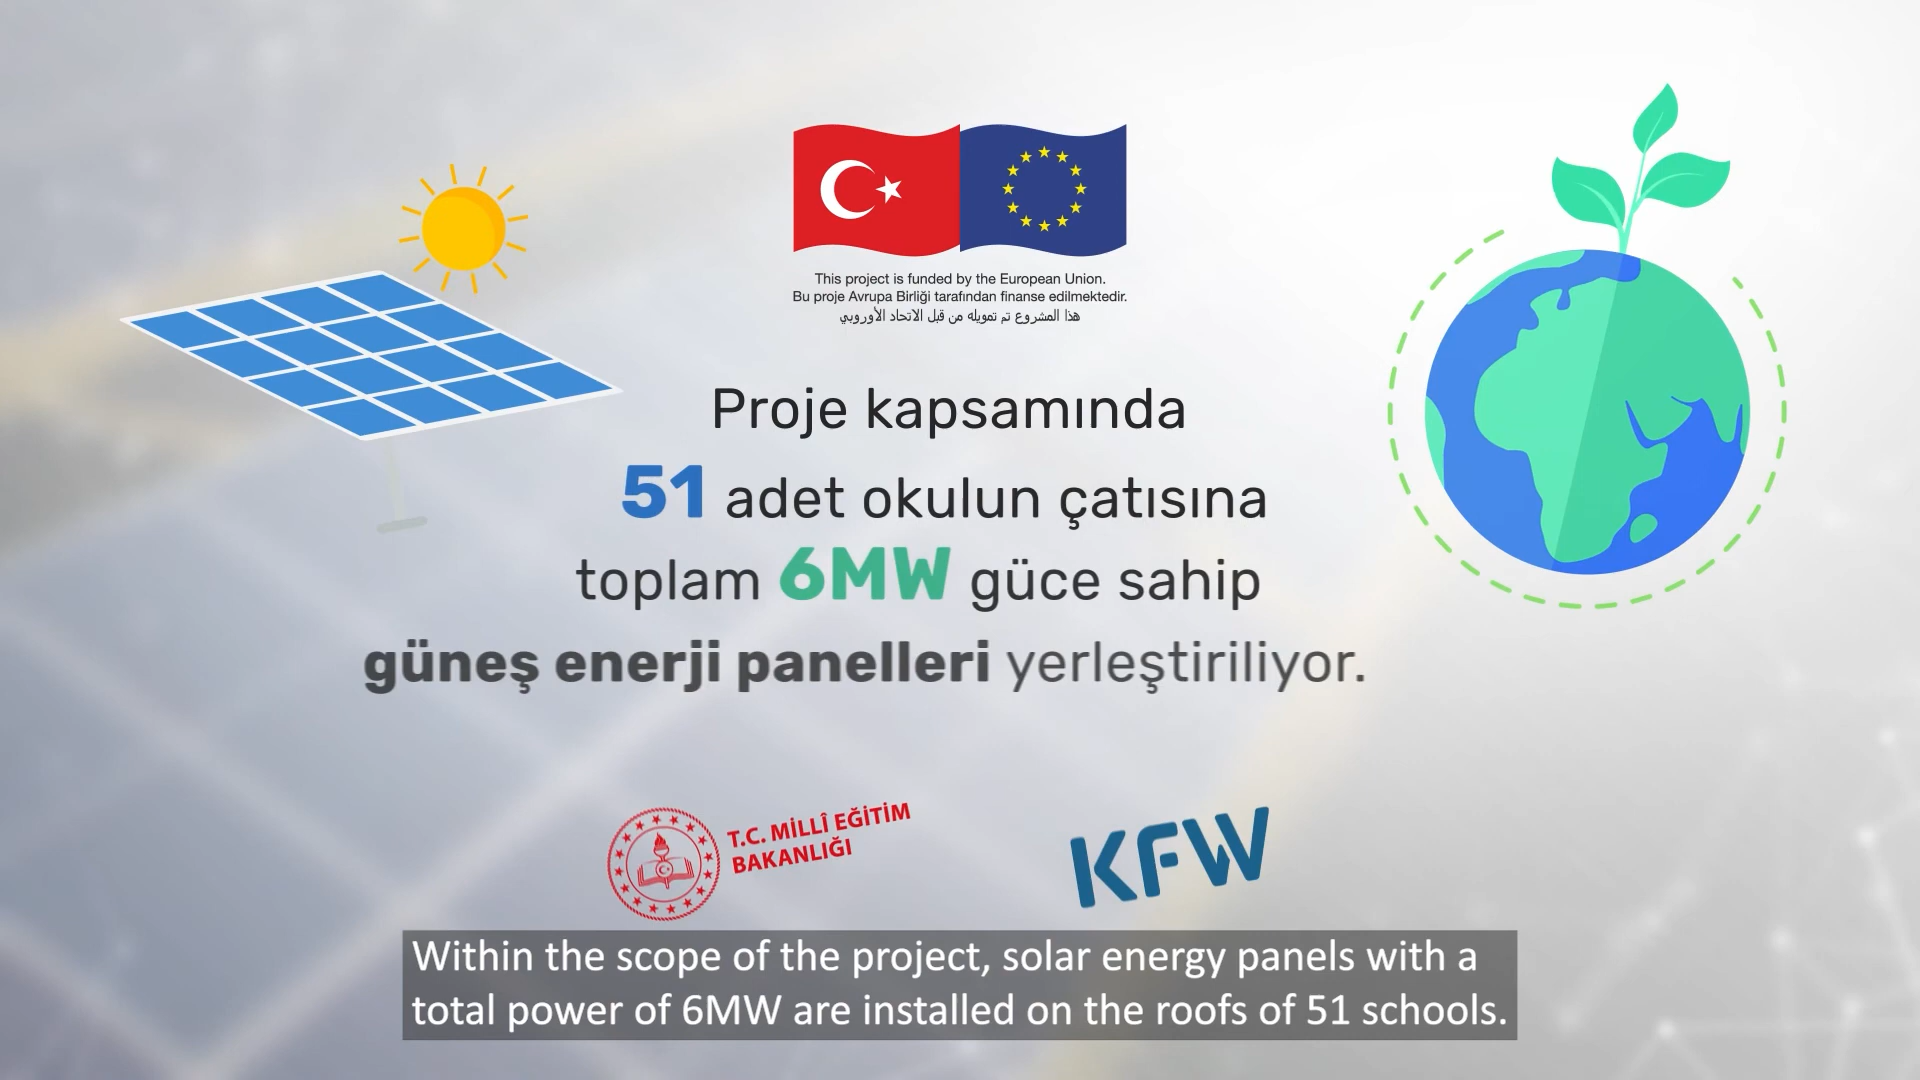 This project is funded by the European Union.
Bu proje Avrupa Birliği tarafından finanse edilmektedir.
هذا المشروع تم تمويله من قبل الاتحاد الأوروبي
Proje kapsamında
51 adet okulun çatısına
toplam 6MW güce sahip
güneş enerji panelleri yerleştiriliyor.
T.C. MİLLÎ EĞİTİM
BAKANLIĞI
KFW
Within the scope of the project, solar energy panels with a
total power of 6MW are installed on the roofs of 51 schools.